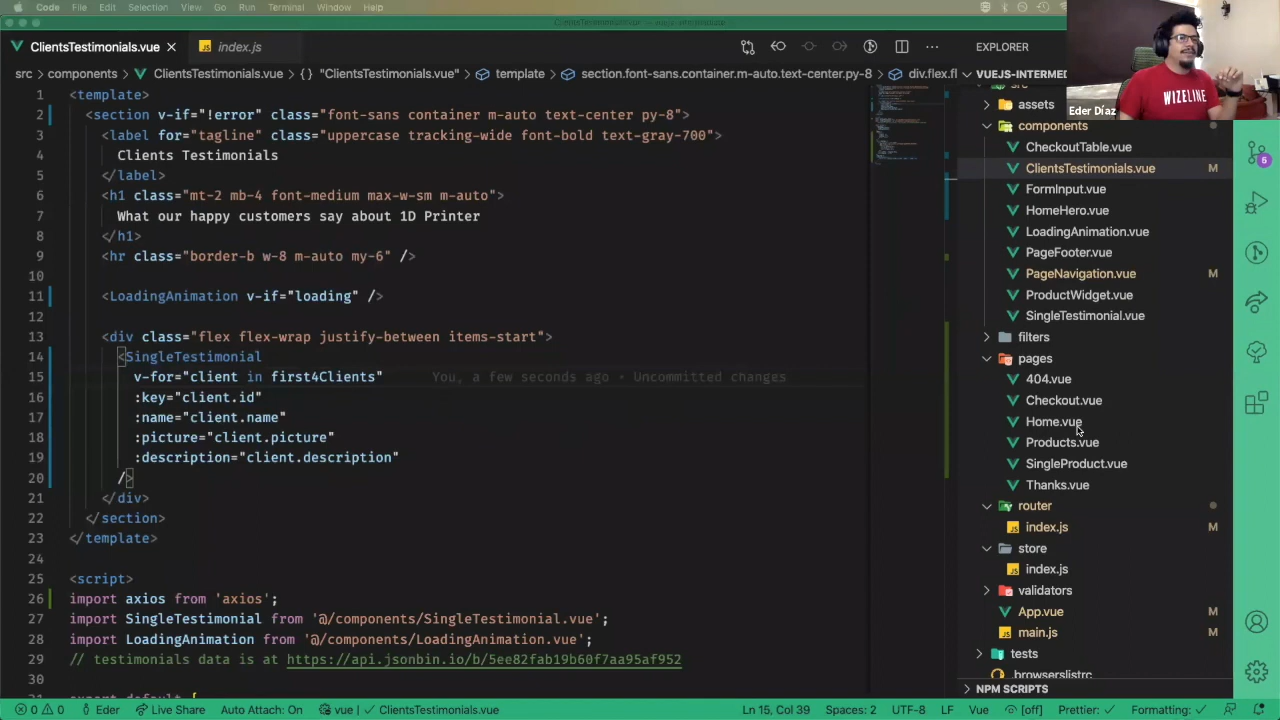 Code File Edit Selection View Go Run Terminal Window Help
ClientsTestimonials.vue index.js
EXPLORER
src components ClientsTestimonials.vue {} "ClientsTestimonials.vue" template section.font-sans.container.m-auto.text-center.py-8 div.flex.fl
VUEJS-INTERMED
Eder Díaz
WIZELINE
1 <template>
2 <section v-if="!error" class="font-sans container m-auto text-center py-8">
3 <label for="tagline" class="uppercase tracking-wide font-bold text-gray-700">
4 Clients Testimonials
5 </label>
6 <h1 class="mt-2 mb-4 font-medium max-w-sm m-auto">
7 What our happy customers say about 1D Printer
8 </h1>
9 <hr class="border-b w-8 m-auto my-6" />
10
11 <LoadingAnimation v-if="loading" />
12
13 <div class="flex flex-wrap justify-between items-start">
14 <SingleTestimonial
15 v-for="client in first4Clients" You, a few seconds ago • Uncommitted changes
16 :key="client.id"
17 :name="client.name"
18 :picture="client.picture"
19 :description="client.description"
20 />
21 </div>
22 </section>
23 </template>
24
25 <script>
26 import axios from 'axios';
27 import SingleTestimonial from '@/components/SingleTestimonial.vue';
28 import LoadingAnimation from '@/components/LoadingAnimation.vue';
29 // testimonials data is at https://api.jsonbin.io/b/5ee82fab19b60f7aa95af952
30
31 export default {
src
assets
components
CheckoutTable.vue
ClientsTestimonials.vue M
FormInput.vue
HomeHero.vue
LoadingAnimation.vue
PageFooter.vue
PageNavigation.vue M
ProductWidget.vue
SingleTestimonial.vue
filters
pages
404.vue
Checkout.vue
Home.vue
Products.vue
SingleProduct.vue
Thanks.vue
router
index.js M
store
index.js
validators
App.vue M
main.js M
tests
.browserslistrc
NPM SCRIPTS
6
0 0 Eder Live Share Auto Attach: On vue | ✓ ClientsTestimonials.vue Ln 15, Col 39 Spaces: 2 UTF-8 LF Vue [off] Prettier: ✓ Formatting: ✓